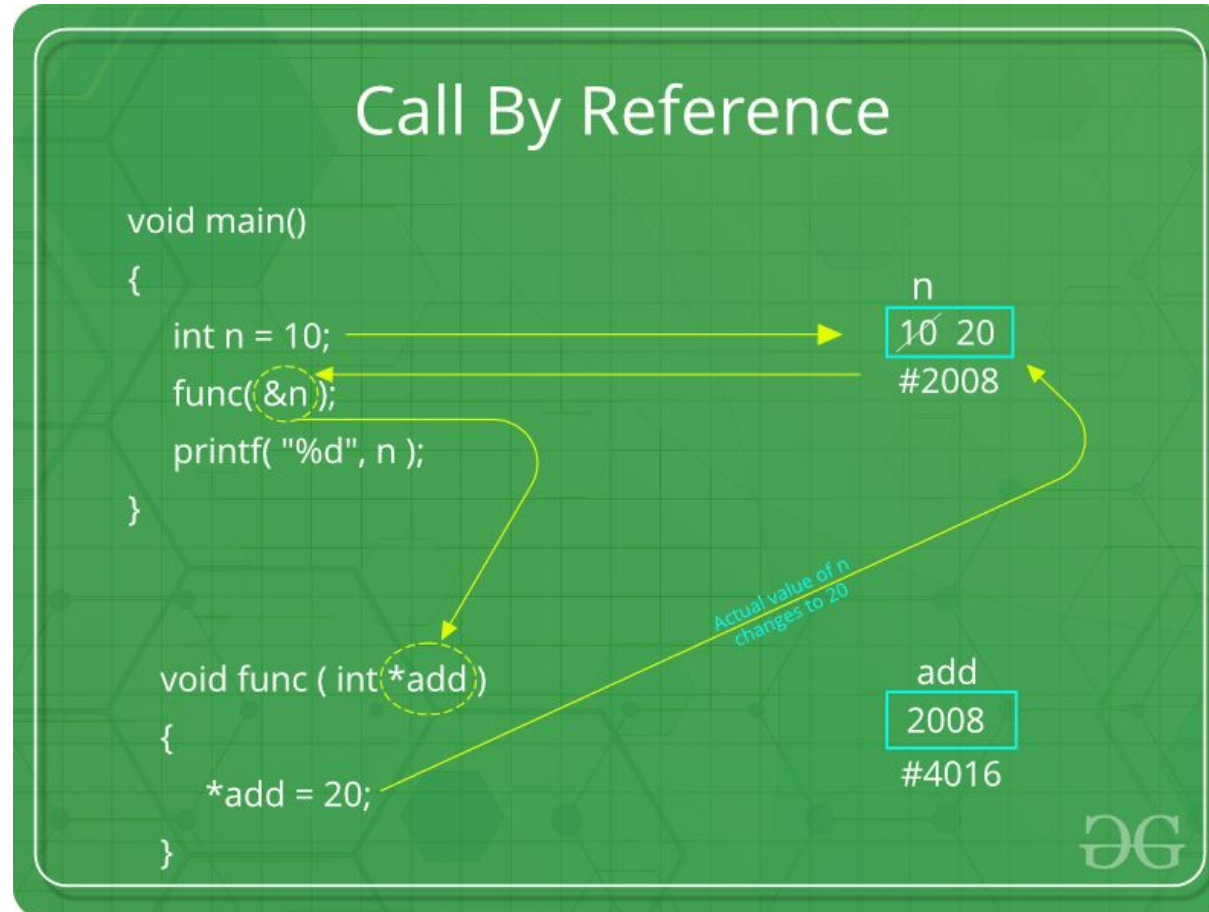 Call By Reference
void main()
{
int n = 10;
func( &n );
printf( "%d", n );
}
n
10 20
#2008
Actual value of n
changes to 20
void func ( int *add )
{
*add = 20;
}
add
2008
#4016